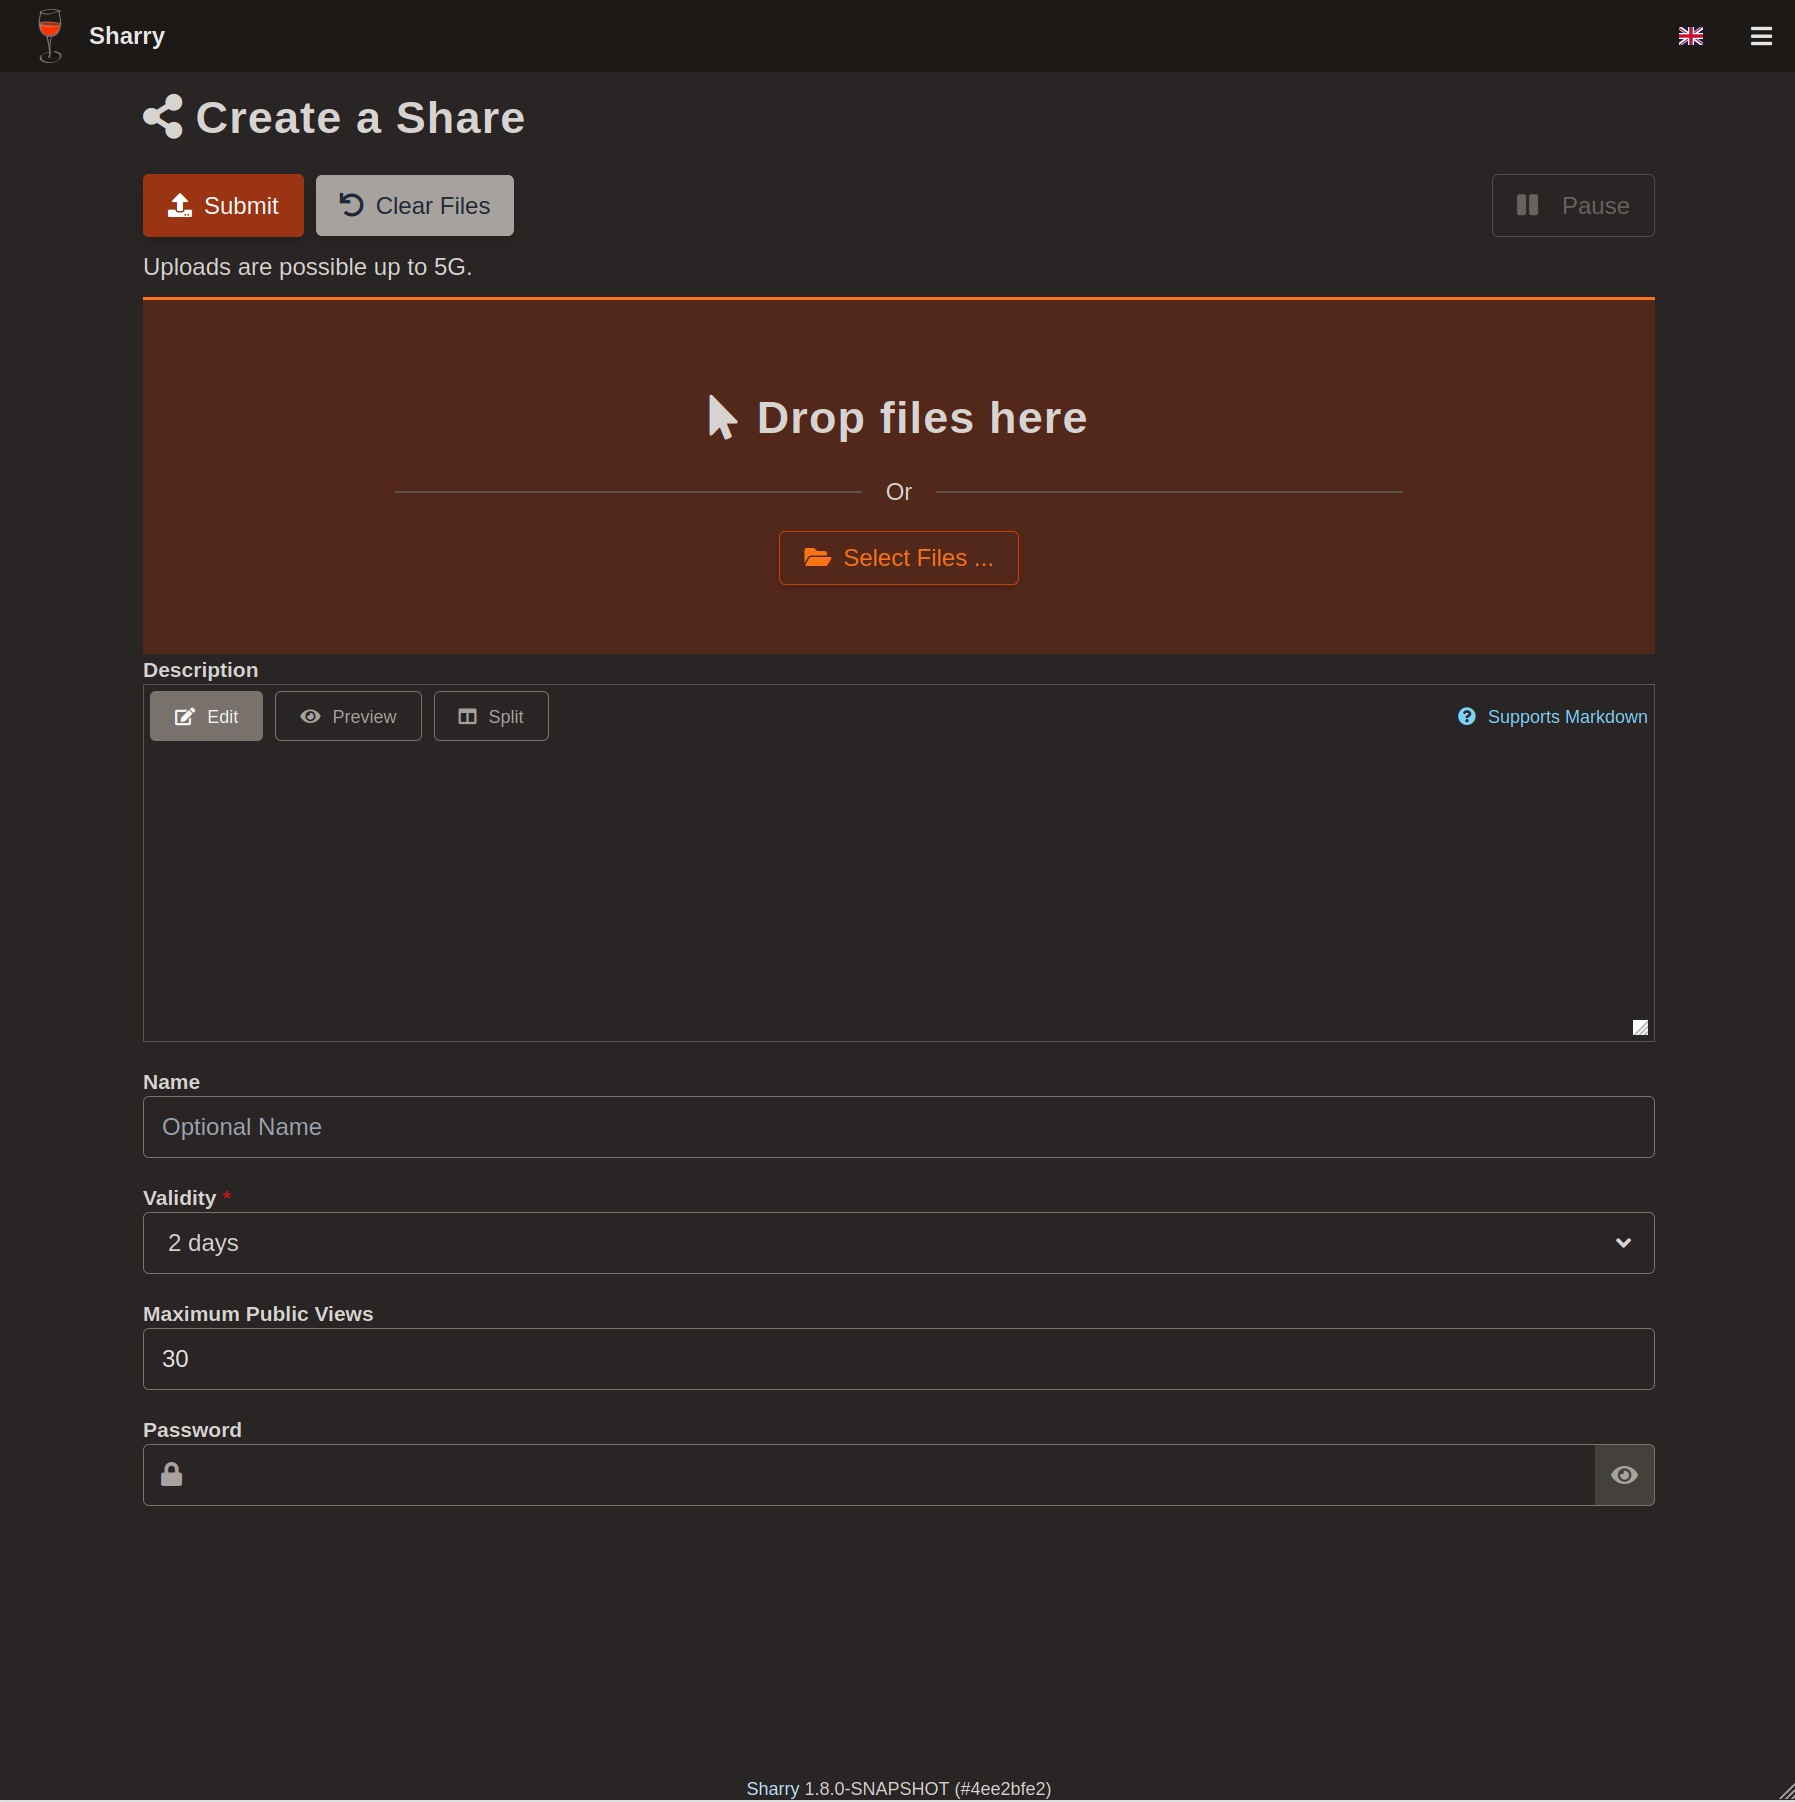 Sharry
Create a Share
Submit
Clear Files
Pause
Uploads are possible up to 5G.
Drop files here
Or
Select Files ...
Description
Edit
Preview
Split
Supports Markdown
Name
Optional Name
Validity *
2 days
Maximum Public Views
30
Password
Sharry 1.8.0-SNAPSHOT (#4ee2bfe2)